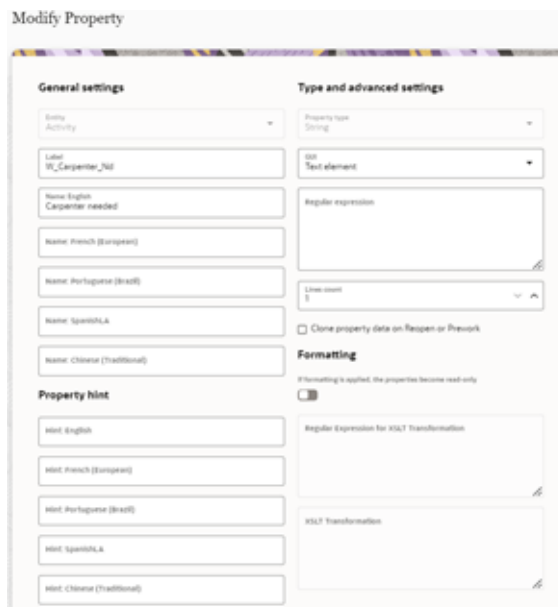 Modify Property
General settings
Entity
Activity
Label
W_Carpenter_Nd
Name: English
Carpenter needed
Name: French (European)
Name: Portuguese (Brazil)
Name: SpanishLA
Name: Chinese (Traditional)
Property hint
Hint: English
Hint: French (European)
Hint: Portuguese (Brazil)
Hint: SpanishLA
Hint: Chinese (Traditional)
Type and advanced settings
Property type
String
GUI
Text element
Regular expression
Lines count
1
Clone property data on Reopen or Prework
Formatting
If formatting is applied, the properties become read-only
Regular Expression for XSLT Transformation
XSLT Transformation